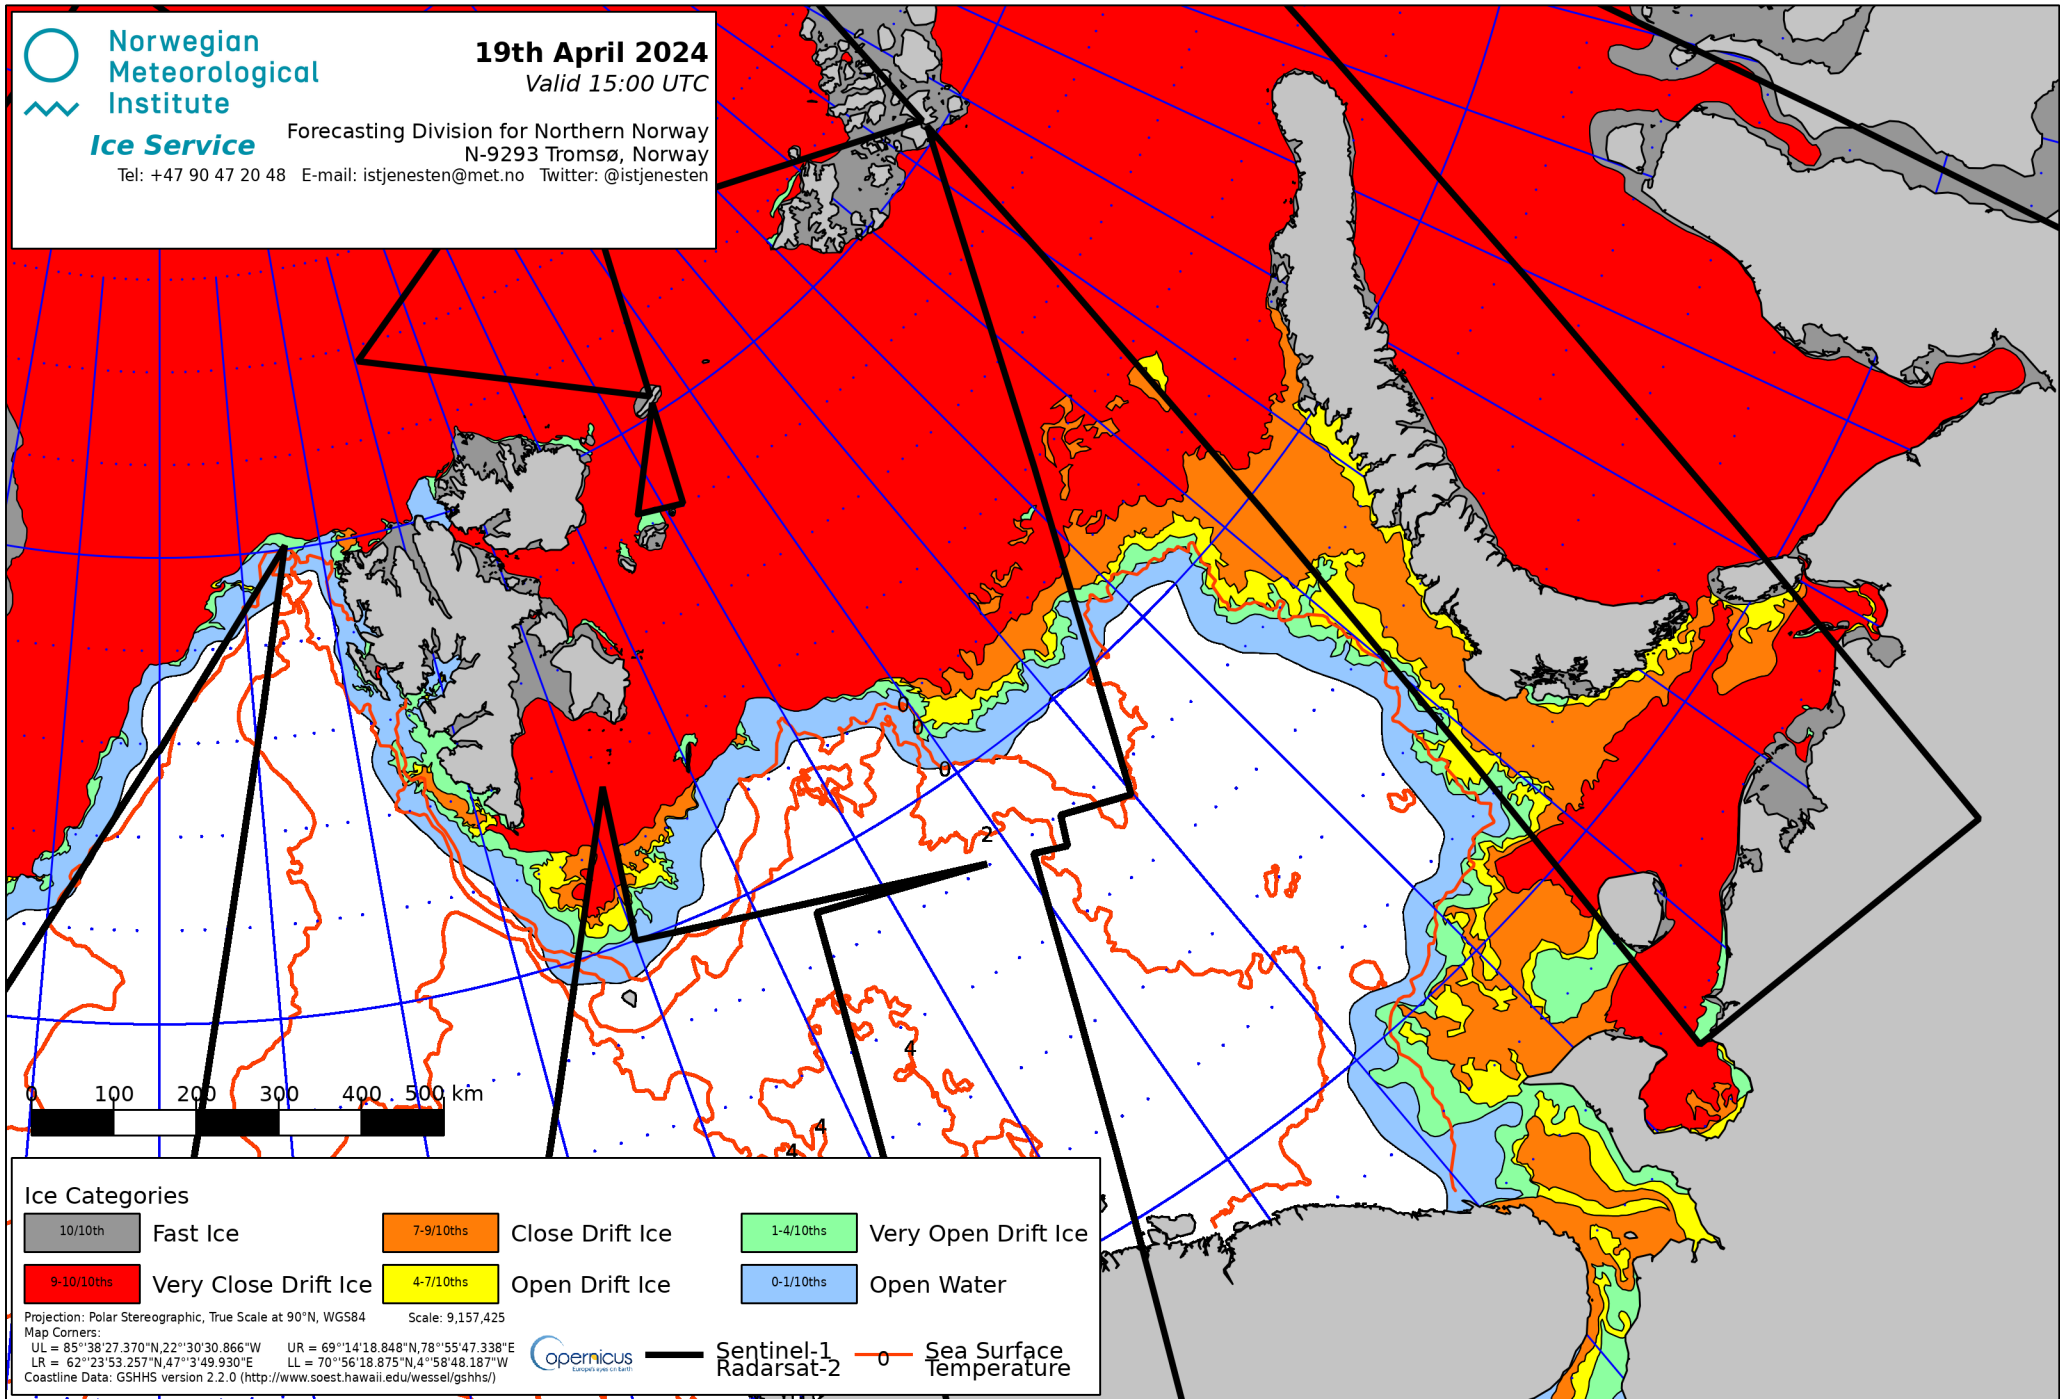 Norwegian
Meteorological
Institute
Ice Service
19th April 2024
Valid 15:00 UTC
Forecasting Division for Northern Norway
N-9293 Tromsø, Norway
Tel: +47 90 47 20 48 E-mail: istjenesten@met.no Twitter: @istjenesten
0
0
0
2
4
4
4
0 100 200 300 400 500 km
Ice Categories
10/10th Fast Ice
7-9/10ths Close Drift Ice
1-4/10ths Very Open Drift Ice
9-10/10ths Very Close Drift Ice
4-7/10ths Open Drift Ice
0-1/10ths Open Water
Projection: Polar Stereographic, True Scale at 90°N, WGS84 Scale: 9,157,425
Map Corners:
UL = 85°'38'27.370"N,22°'30'30.866"W UR = 69°'14'18.848"N,78°'55'47.338"E
LR = 62°'23'53.257"N,47°'3'49.930"E LL = 70°'56'18.875"N,4°'58'48.187"W
Coastline Data: GSHHS version 2.2.0 (http://www.soest.hawaii.edu/wessel/gshhs/)
opernicus
Europe's eyes on Earth
Sentinel-1
Radarsat-2
0
Sea Surface
Temperature